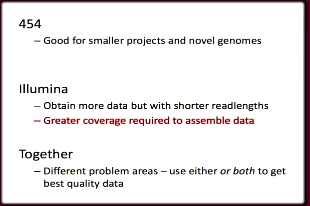 454
– Good for smaller projects and novel genomes
Illumina
– Obtain more data but with shorter readlengths
– Greater coverage required to assemble data
Together
– Different problem areas – use either or both to get
best quality data